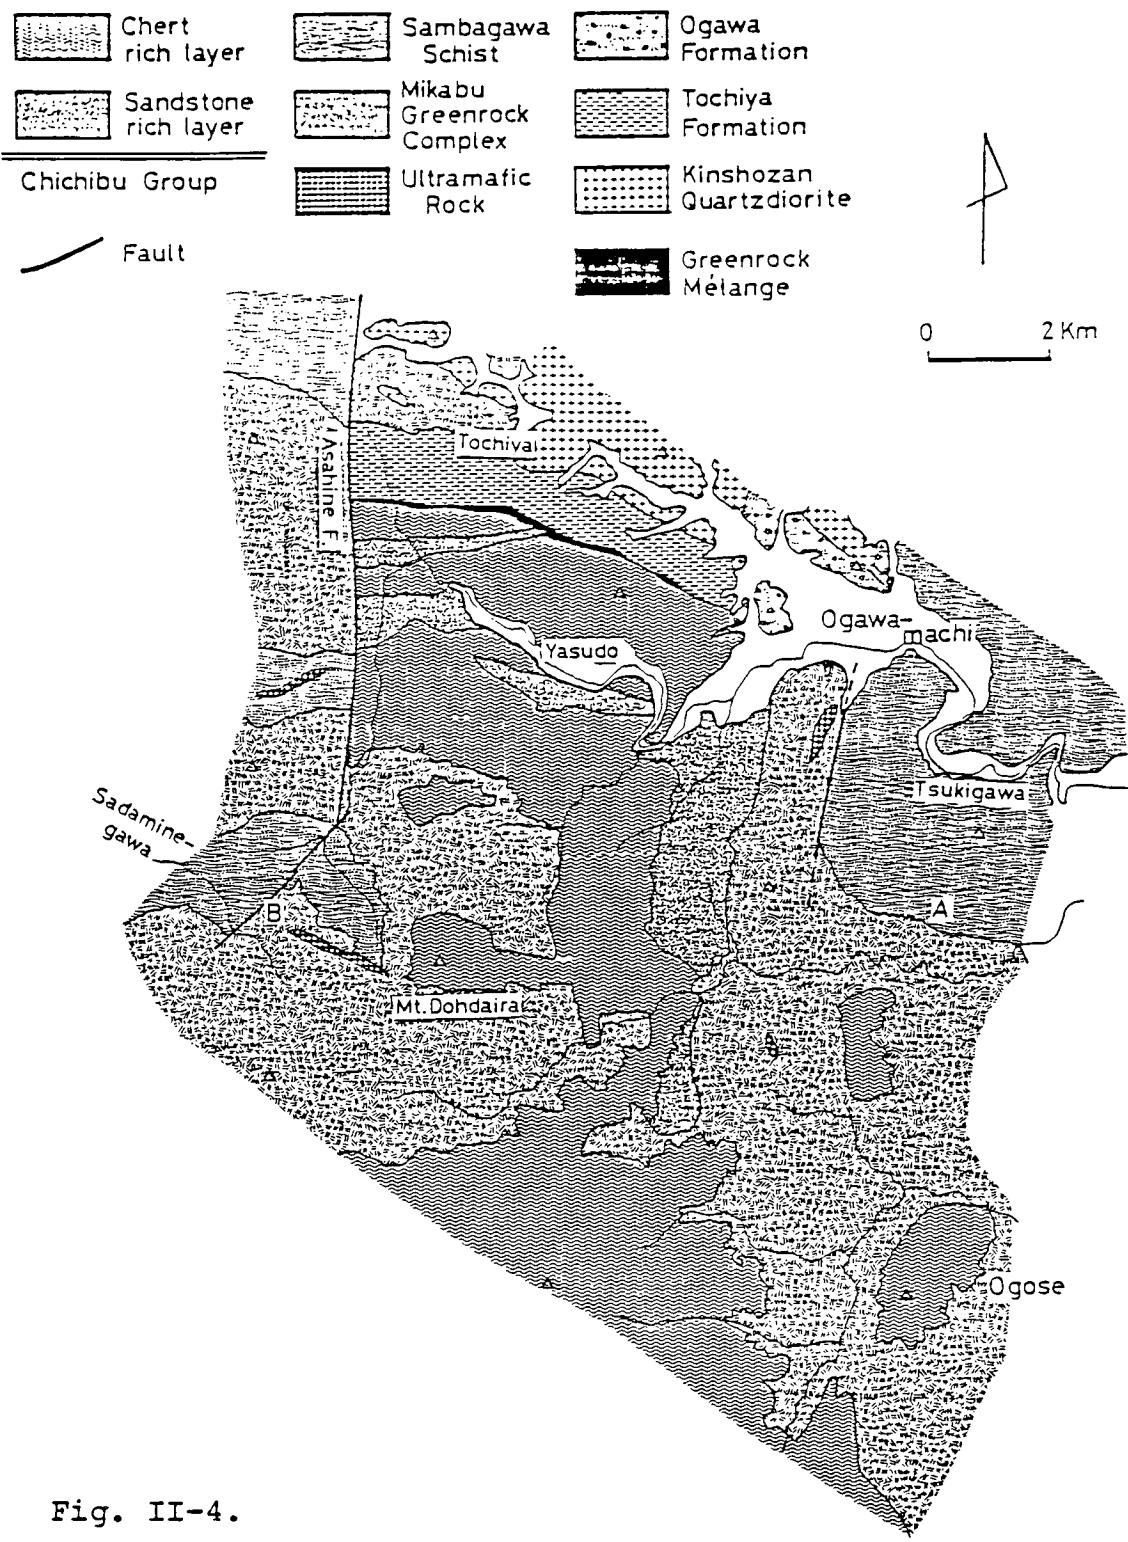 Chert
rich layer
Sandstone
rich layer
Chichibu Group
Fault
Sambagawa
Schist
Mikabu
Greenrock
Complex
Ultramafic
Rock
Ogawa
Formation
Tochiya
Formation
Kinshozan
Quartzdiorite
Greenrock
Mélange
0 2 Km
Asahine F.
Tochiya
Yasudo
Ogawa-
machi
Tsukigawa
Sadamine-
gawa
B
A
Mt.Dohdaira
Ogose
Fig. II-4.